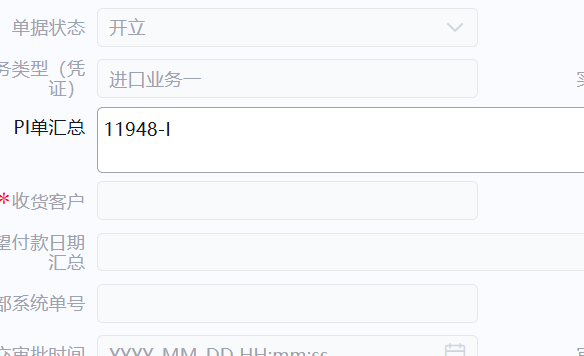 单据状态 开立
务类型（凭
证） 进口业务一
PI单汇总 11948-I
*收货客户
望付款日期
汇总
部系统单号
交审批时间 YYYY-MM-DD HH:mm:ss